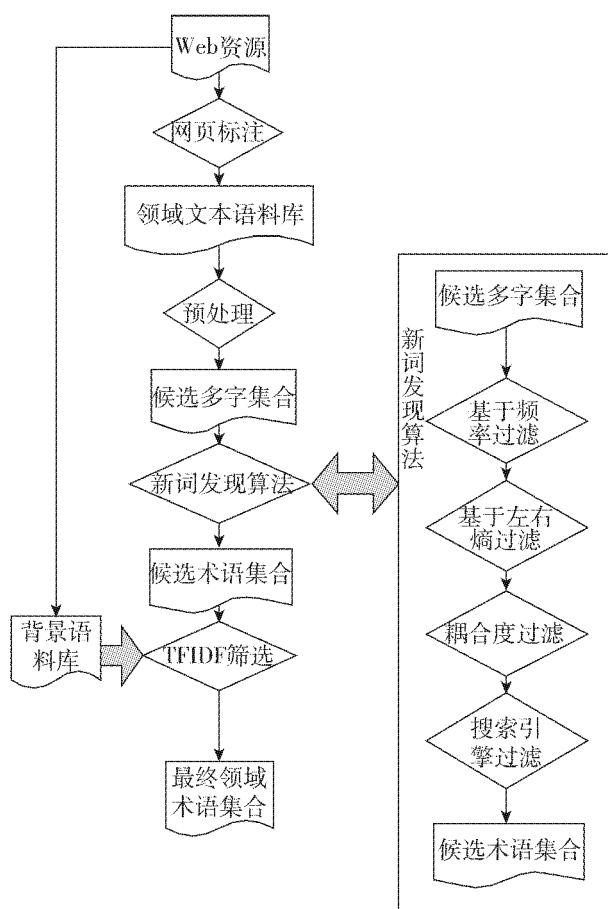 Web资源
网页标注
领域文本语料库
预处理
候选多字集合
新词发现算法
候选术语集合
背景语
料库
TFIDF筛选
最终领域
术语集合
新词发现算法
候选多字集合
基于频
率过滤
基于左右
熵过滤
耦合度过滤
搜索引
擎过滤
候选术语集合